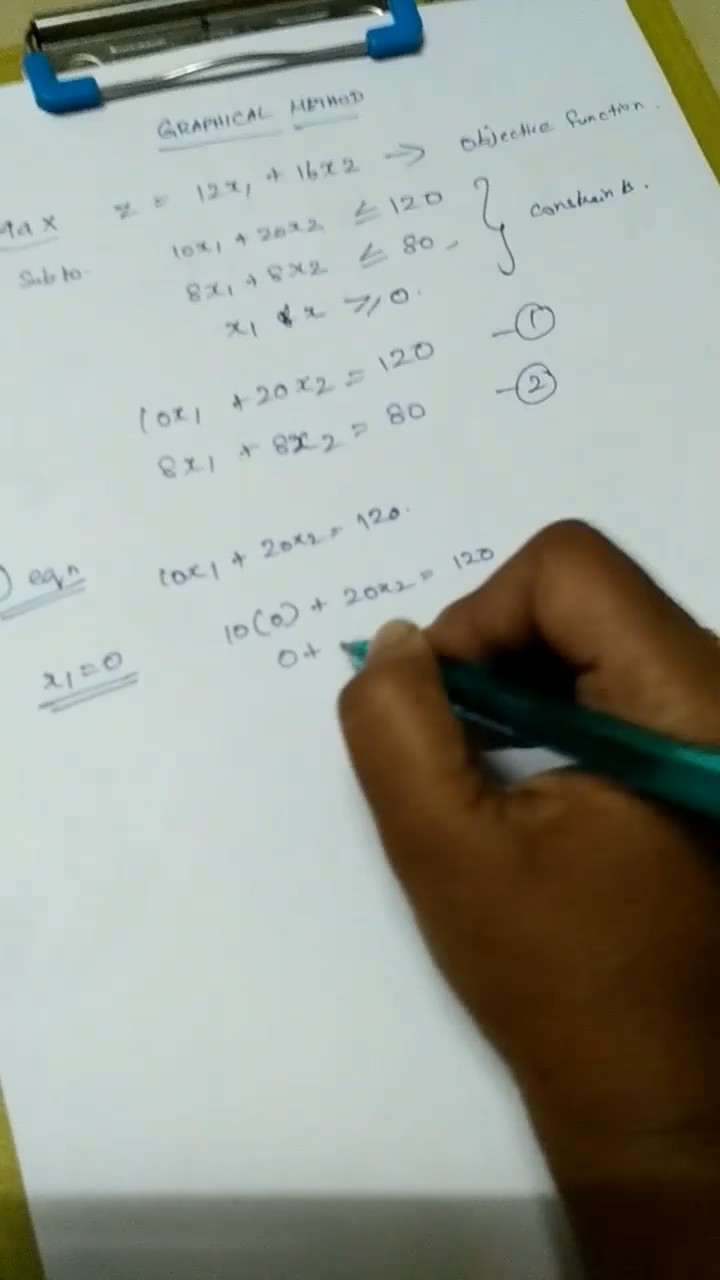 GRAPHICAL METHOD
Max z = 12x1 + 16x2 → Objective function.
Sub to 10x1 + 20x2 ≤ 120
8x1 + 8x2 ≤ 80 } Constraints.
x1 & x ≥ 0.
10x1 + 20x2 = 120 - ①
8x1 + 8x2 = 80 - ②
) eqn 10x1 + 20x2 = 120.
10(0) + 20x2 = 120
x1=0 0+